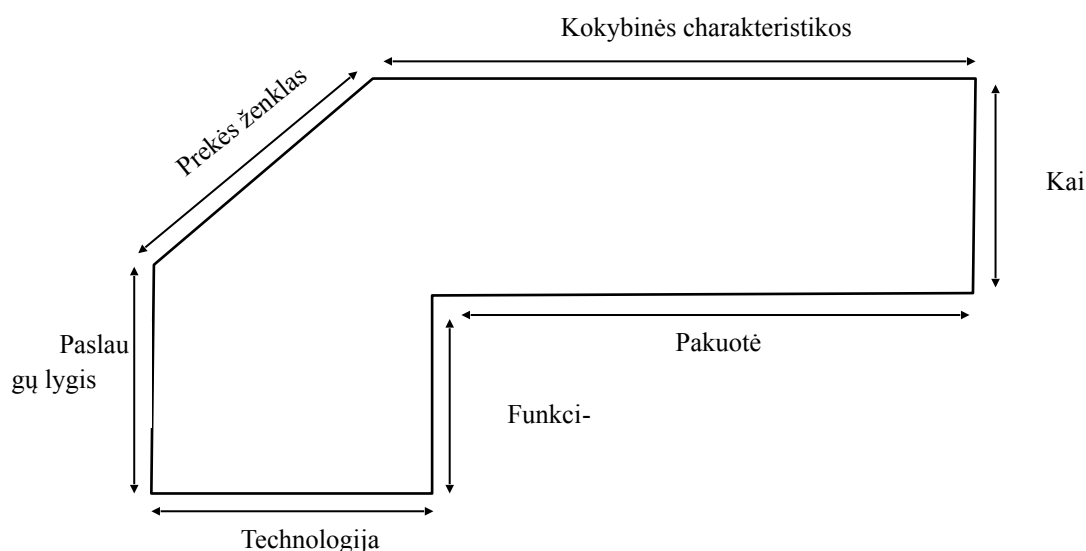 Kokybinės charakteristikos
Prekės ženklas
Kai
Paslau
gų lygis
Pakuotė
Funkci-
Technologija